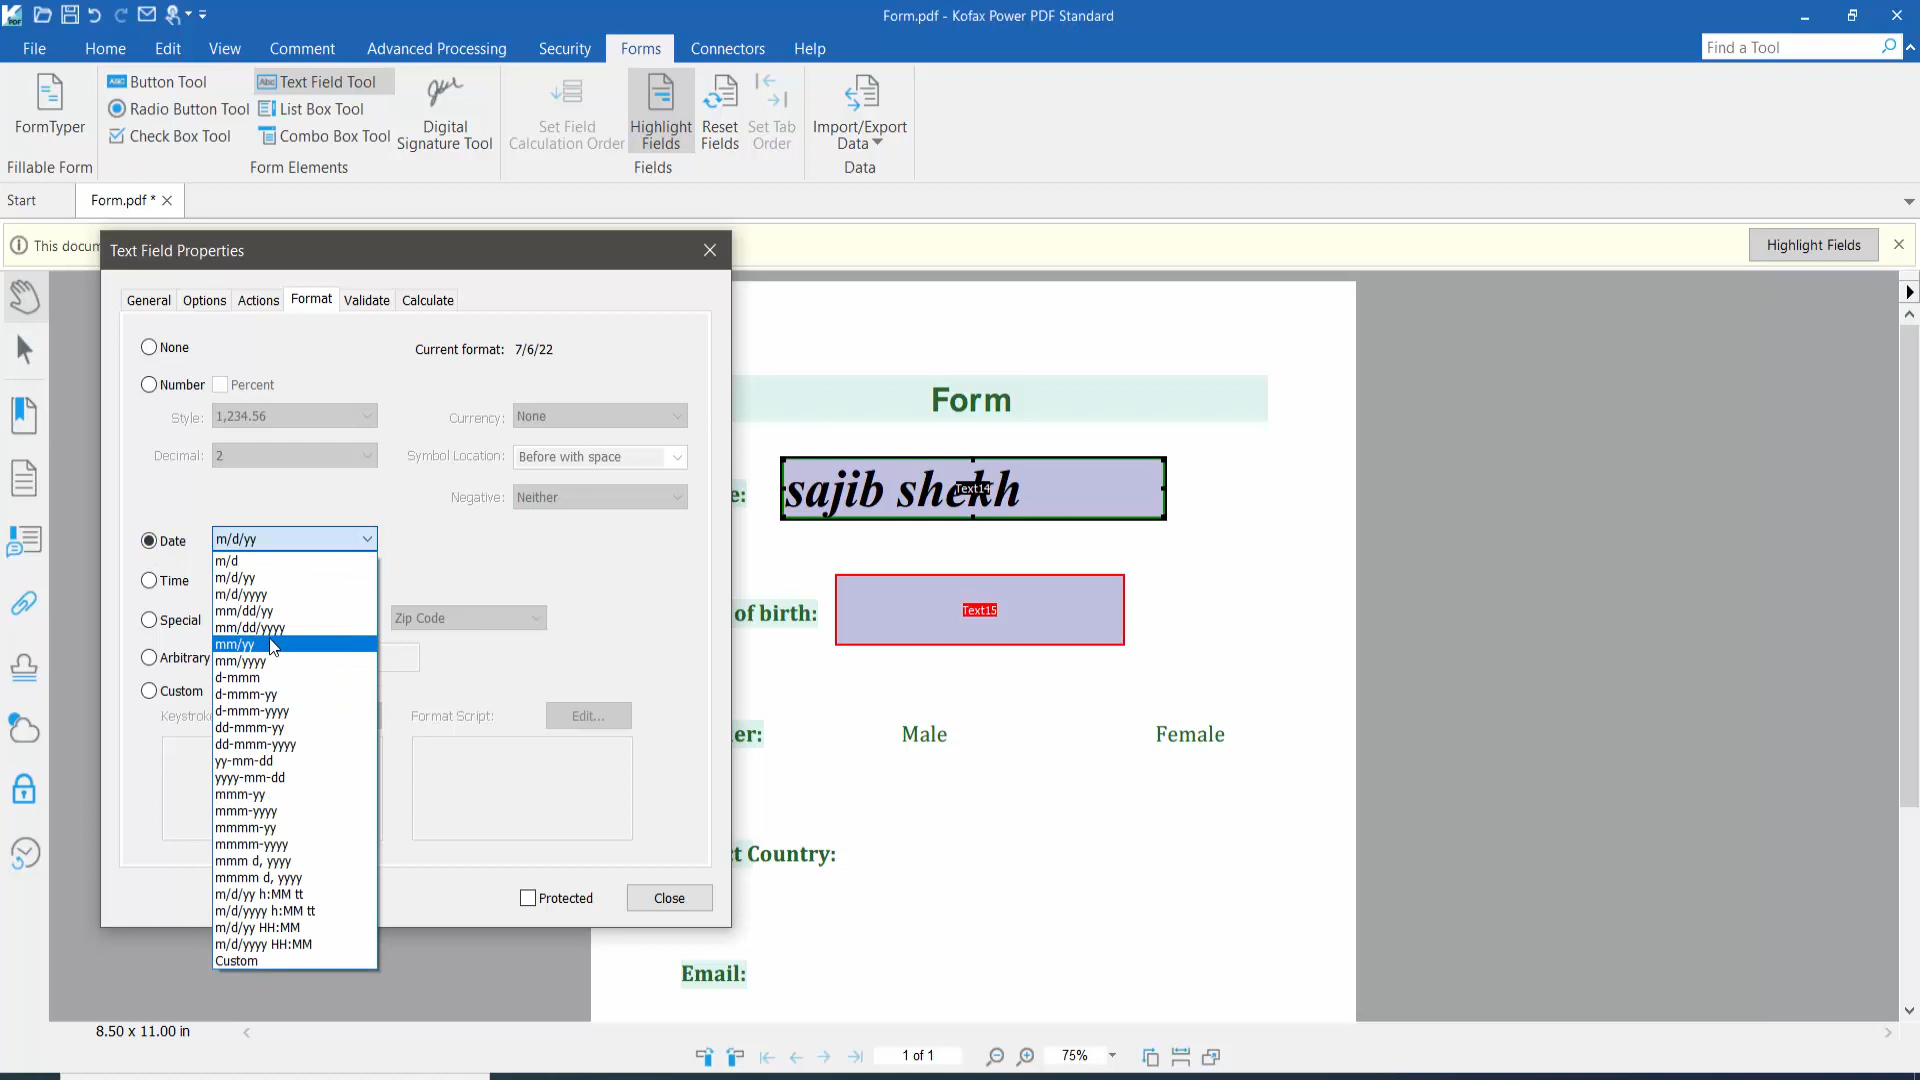 Form.pdf - Kofax Power PDF Standard
File Home Edit View Comment Advanced Processing Security Forms Connectors Help Find a Tool
FormTyper
Fillable Form
Button Tool Text Field Tool
Radio Button Tool List Box Tool
Check Box Tool Combo Box Tool
Digital
Signature Tool
Form Elements
Set Field
Calculation Order
Highlight
Fields
Reset
Fields
Set Tab
Order
Fields
Import/Export
Data
Data
Start Form.pdf *
This docum
Highlight Fields
Text Field Properties
General Options Actions Format Validate Calculate
None Current format: 7/6/22
Number Percent
Style: 1,234.56 Currency: None
Decimal: 2 Symbol Location: Before with space
Negative: Neither
Date m/d/yy
Time
Special Zip Code
Arbitrary
Custom
Keystroke Format Script: Edit...
m/d
m/d/yy
m/d/yyyy
mm/dd/yy
mm/dd/yyyy
mm/yy
mm/yyyy
d-mmm
d-mmm-yy
d-mmm-yyyy
dd-mmm-yy
dd-mmm-yyyy
yy-mm-dd
yyyy-mm-dd
mmm-yy
mmm-yyyy
mmmm-yy
mmmm-yyyy
mmm d, yyyy
mmmm d, yyyy
m/d/yy h:MM tt
m/d/yyyy h:MM tt
m/d/yy HH:MM
m/d/yyyy HH:MM
Custom
Protected Close
Form
e: sajib shekh
Text14
of birth: Text15
er: Male Female
t Country:
Email:
8.50 x 11.00 in
1 of 1 75%